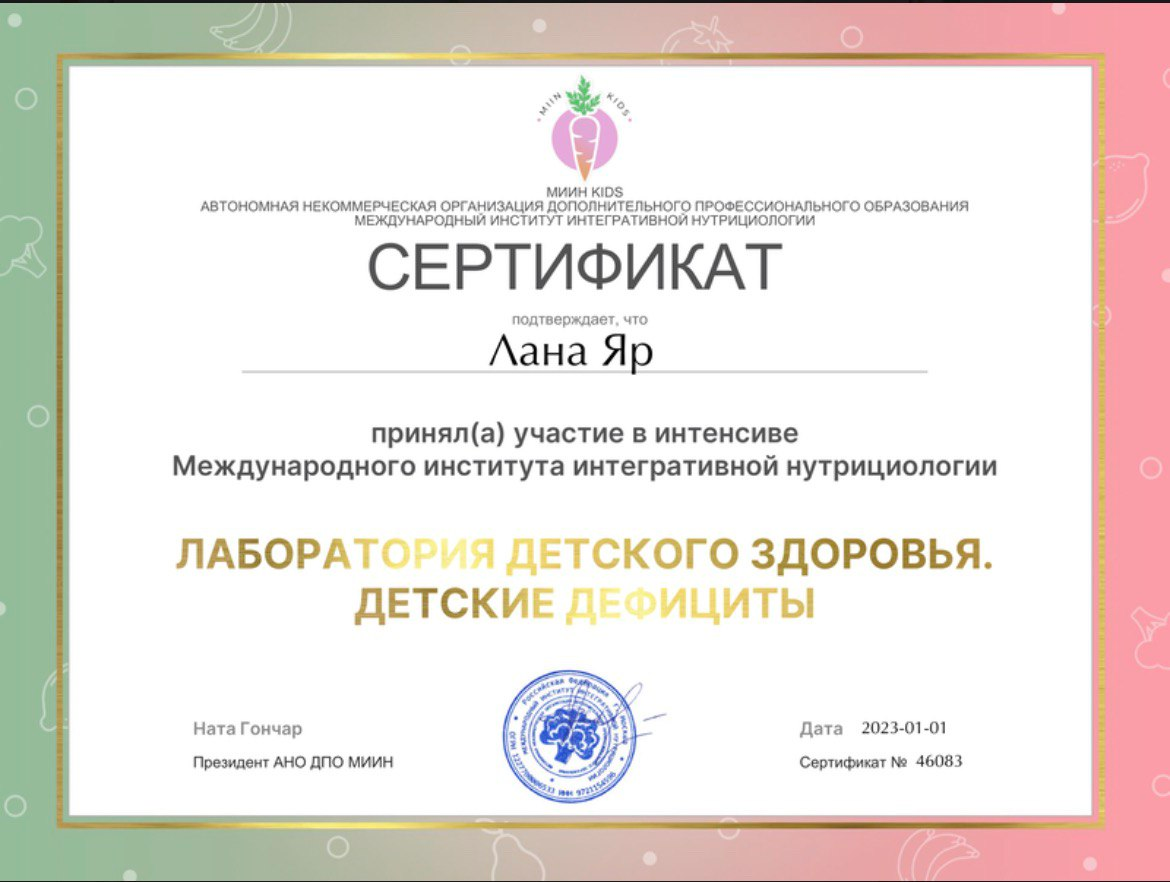 MIIN KIDS
МИИН KIDS
АВТОНОМНАЯ НЕКОММЕРЧЕСКАЯ ОРГАНИЗАЦИЯ ДОПОЛНИТЕЛЬНОГО ПРОФЕССИОНАЛЬНОГО ОБРАЗОВАНИЯ
МЕЖДУНАРОДНЫЙ ИНСТИТУТ ИНТЕГРАТИВНОЙ НУТРИЦИОЛОГИИ
СЕРТИФИКАТ
подтверждает, что
Лана Яр
принял(а) участие в интенсиве
Международного института интегративной нутрициологии
ЛАБОРАТОРИЯ ДЕТСКОГО ЗДОРОВЬЯ.
ДЕТСКИЕ ДЕФИЦИТЫ
Российская Федерация
Ната Гончар
Президент АНО ДПО МИИН
Дата 2023-01-01
Сертификат № 46083